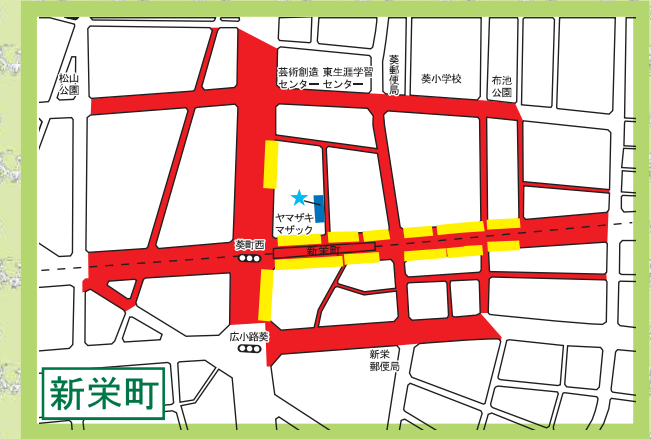 松山
公園
芸術創造
センター
東生涯学習
センター
葵郵便局
葵小学校
布池
公園
ヤマザキ
マザック
葵町西
新栄町
広小路葵
新栄
郵便局
新栄町